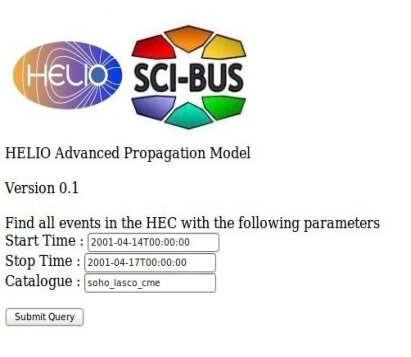 HELIO
SCI-BUS
HELIO Advanced Propagation Model
Version 0.1
Find all events in the HEC with the following parameters
Start Time : 2001-04-14T00:00:00
Stop Time : 2001-04-17T00:00:00
Catalogue : soho_lasco_cme
Submit Query